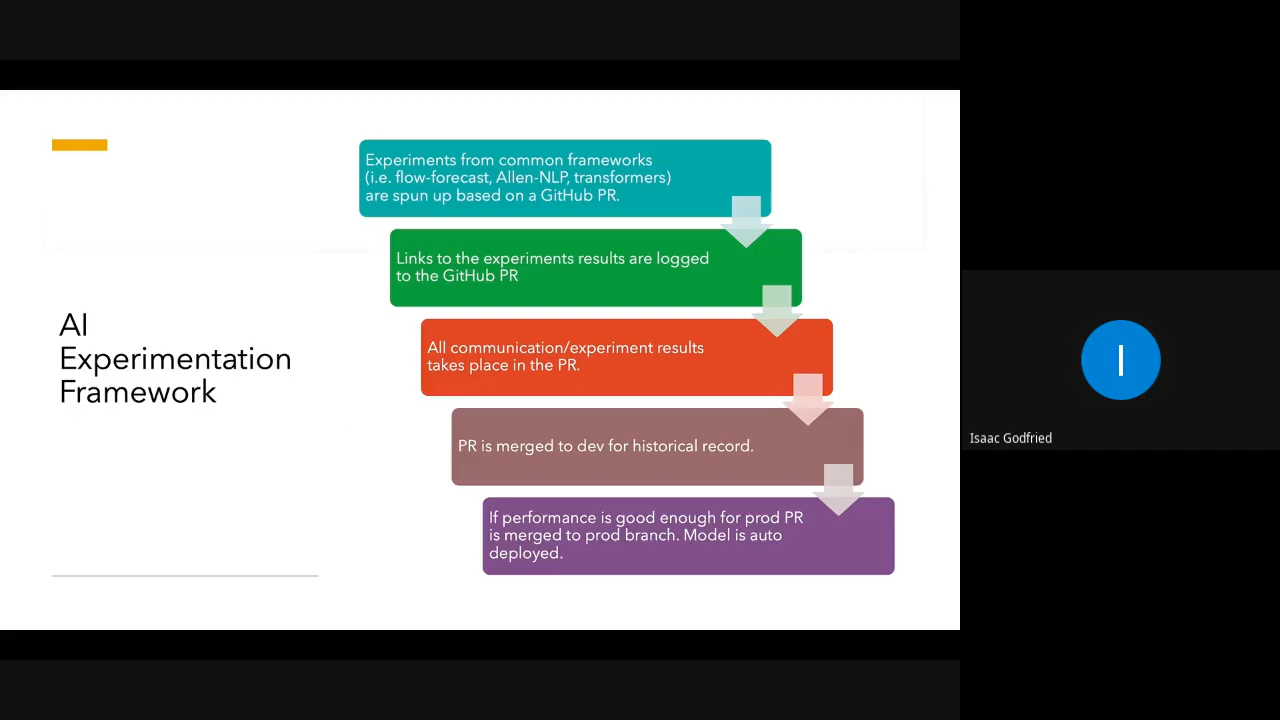 AI
Experimentation
Framework
Experiments from common frameworks
(i.e. flow-forecast, Allen-NLP, transformers)
are spun up based on a GitHub PR.
Links to the experiments results are logged
to the GitHub PR
All communication/experiment results
takes place in the PR.
PR is merged to dev for historical record.
If performance is good enough for prod PR
is merged to prod branch. Model is auto
deployed.
I
Isaac Godfried